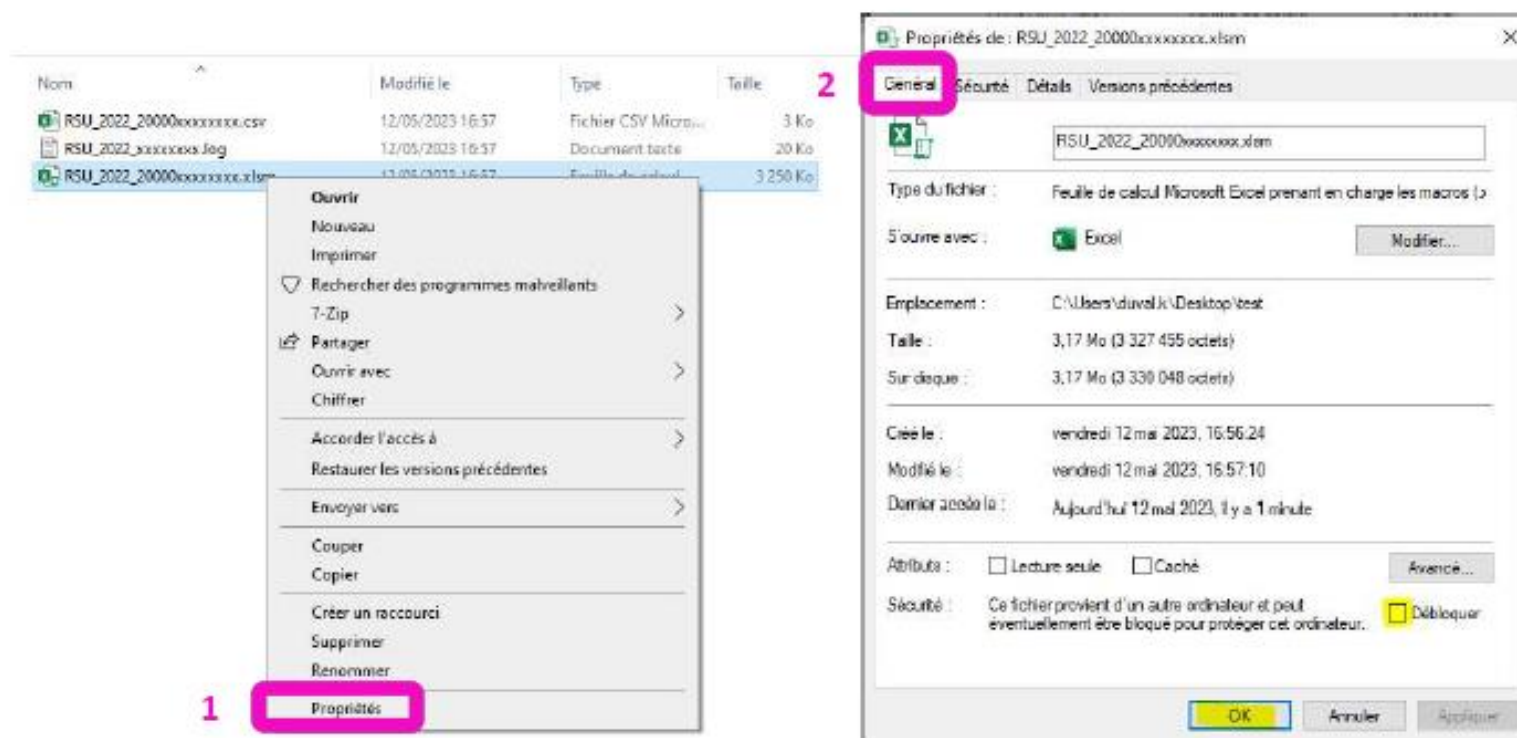 Nom Modifié le Type Taille
RSU_2022_20000xxxxxxxx.csv 12/05/2023 16:57 Fichier CSV Micro... 3 Ko
RSU_2022_xxxxxxxx.log 12/05/2023 16:57 Document texte 20 Ko
RSU_2022_20000xxxxxxxx.xlsm 12/05/2023 16:57 Feuille de calcul 3 250 Ko
Ouvrir
Nouveau
Imprimer
Rechercher des programmes malveillants
7-Zip
Partager
Ouvrir avec
Chiffrer
Accorder l'accès à
Restaurer les versions précédentes
Envoyer vers
Couper
Copier
Créer un raccourci
Supprimer
Renommer
1 Propriétés
Propriétés de : RSU_2022_20000xxxxxxxx.xlsm
2 Général Sécurité Détails Versions précédentes
RSU_2022_20000xxxxxxxx.xlsm
Type du fichier : Feuille de calcul Microsoft Excel prenant en charge les macros (.x
S'ouvre avec : Excel Modifier...
Emplacement : C:\Users\duval.k\Desktop\test
Taille : 3,17 Mo (3 327 455 octets)
Sur disque : 3,17 Mo (3 330 048 octets)
Créé le : vendredi 12 mai 2023, 16:56:24
Modifié le : vendredi 12 mai 2023, 16:57:10
Dernier accès le : Aujourd'hui 12 mai 2023, il y a 1 minute
Attributs : Lecture seule Caché Avancé...
Sécurité : Ce fichier provient d'un autre ordinateur et peut
éventuellement être bloqué pour protéger cet ordinateur. Débloquer
OK Annuler Appliquer